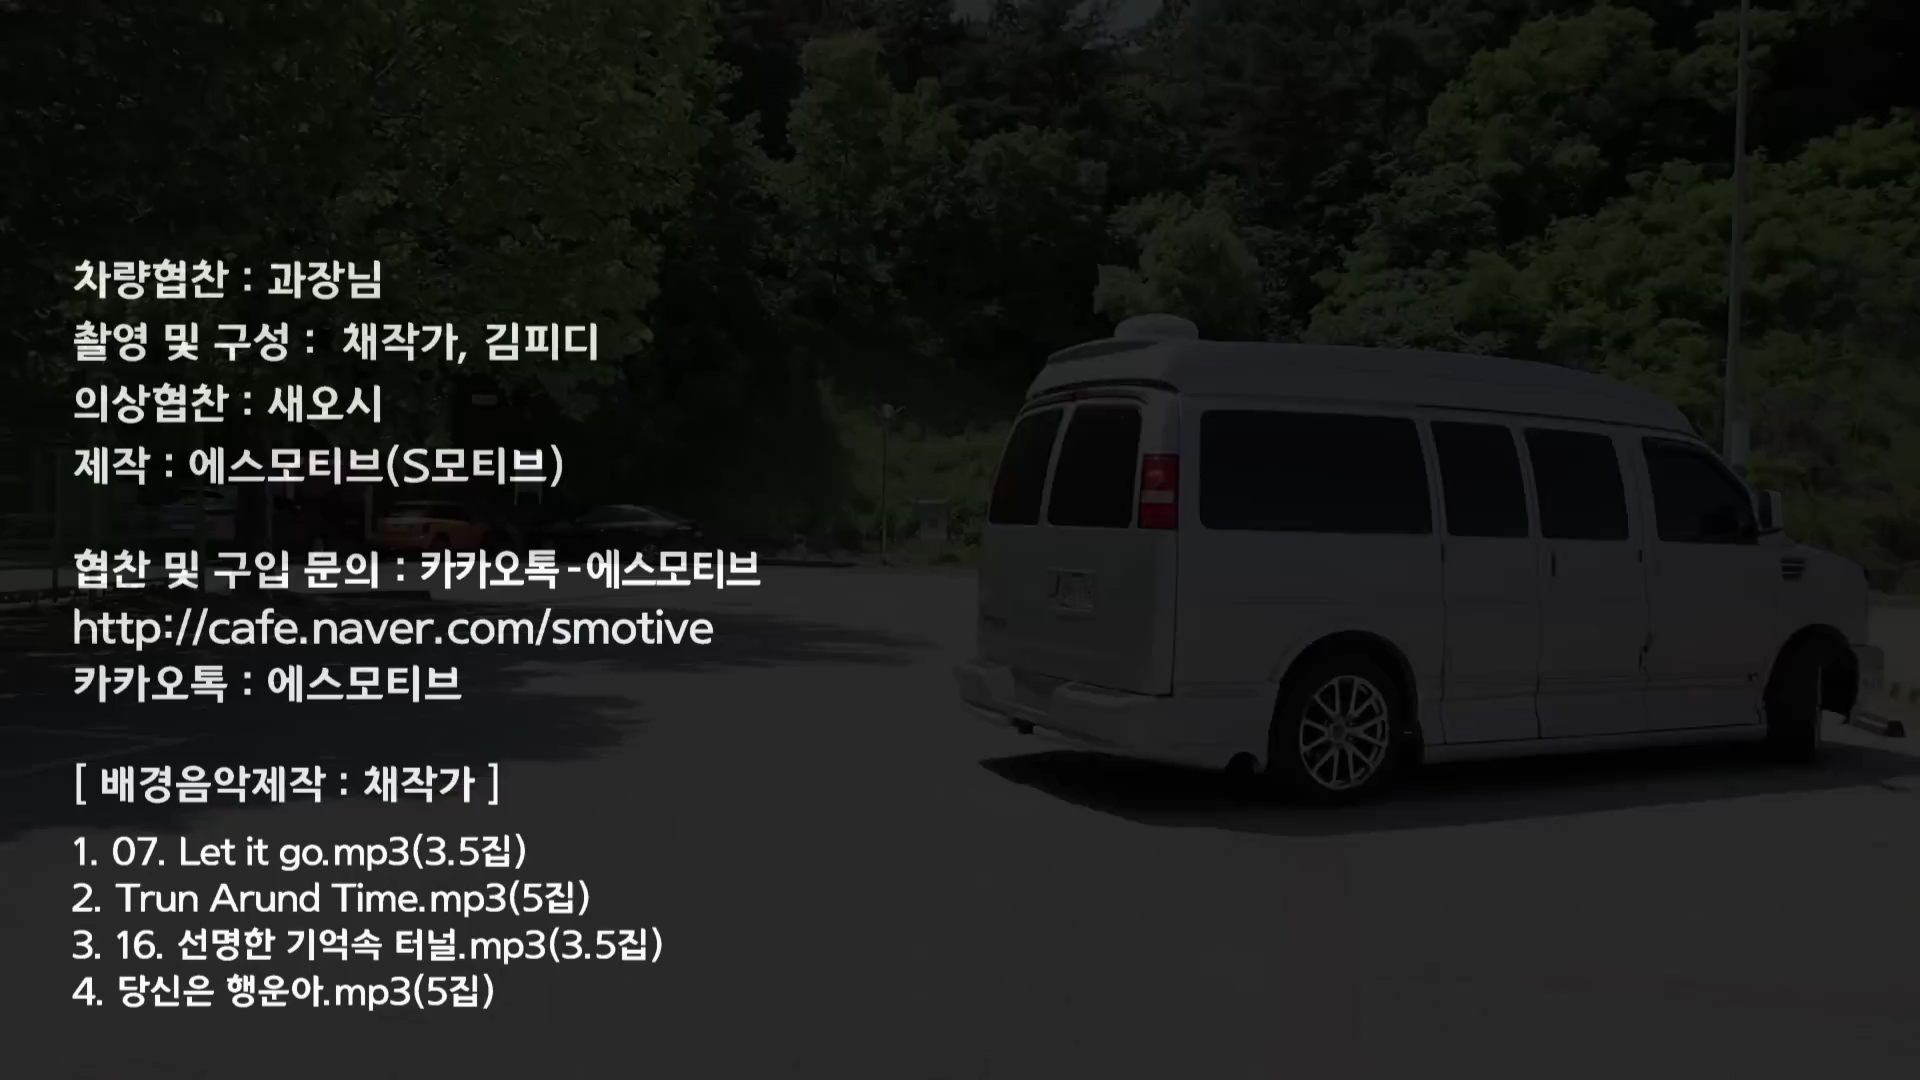 차량협찬 : 과장님
촬영 및 구성 : 채작가, 김피디
의상협찬 : 새오시
제작 : 에스모티브(S모티브)
협찬 및 구입 문의 : 카카오톡-에스모티브
http://cafe.naver.com/smotive
카카오톡 : 에스모티브
[ 배경음악제작 : 채작가 ]
1. 07. Let it go.mp3(3.5집)
2. Trun Arund Time.mp3(5집)
3. 16. 선명한 기억속 터널.mp3(3.5집)
4. 당신은 행운아.mp3(5집)